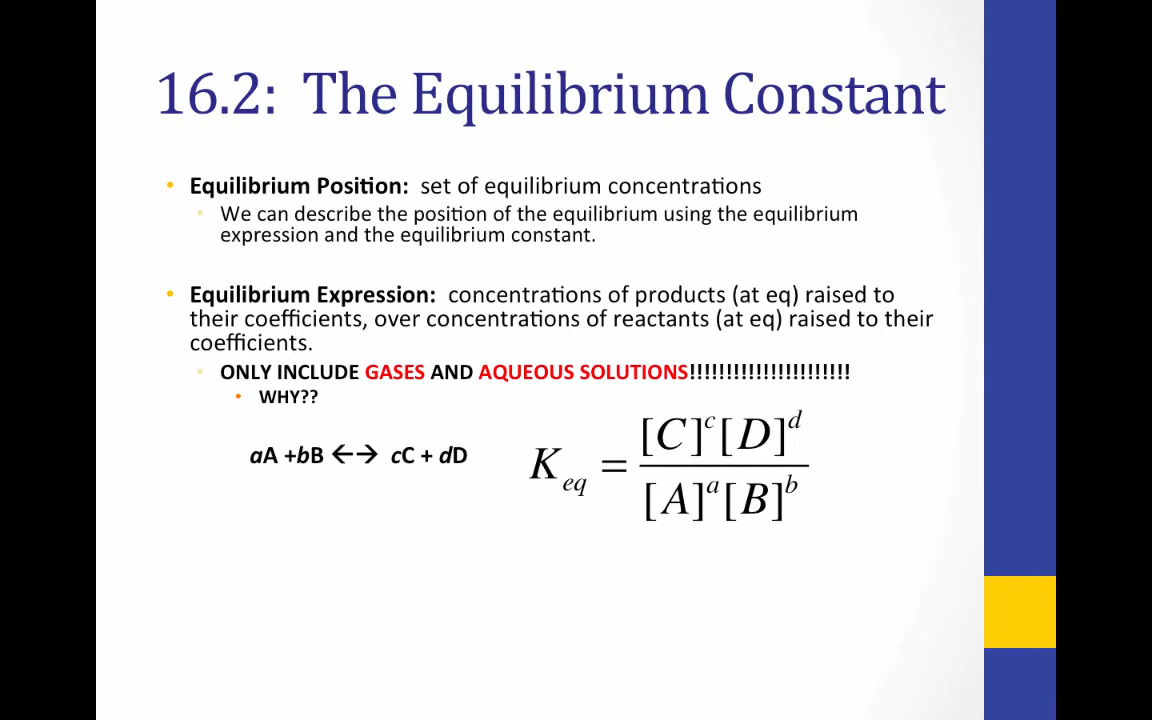 16.2: The Equilibrium Constant
• Equilibrium Position: set of equilibrium concentrations
• We can describe the position of the equilibrium using the equilibrium
expression and the equilibrium constant.
• Equilibrium Expression: concentrations of products (at eq) raised to
their coefficients, over concentrations of reactants (at eq) raised to their
coefficients.
• ONLY INCLUDE GASES AND AQUEOUS SOLUTIONS!!!!!!!!!!!!!!!!!!!!!!
• WHY??
aA +bB ←→ cC + dD
K_eq = [C]^c[D]^d / [A]^a[B]^b